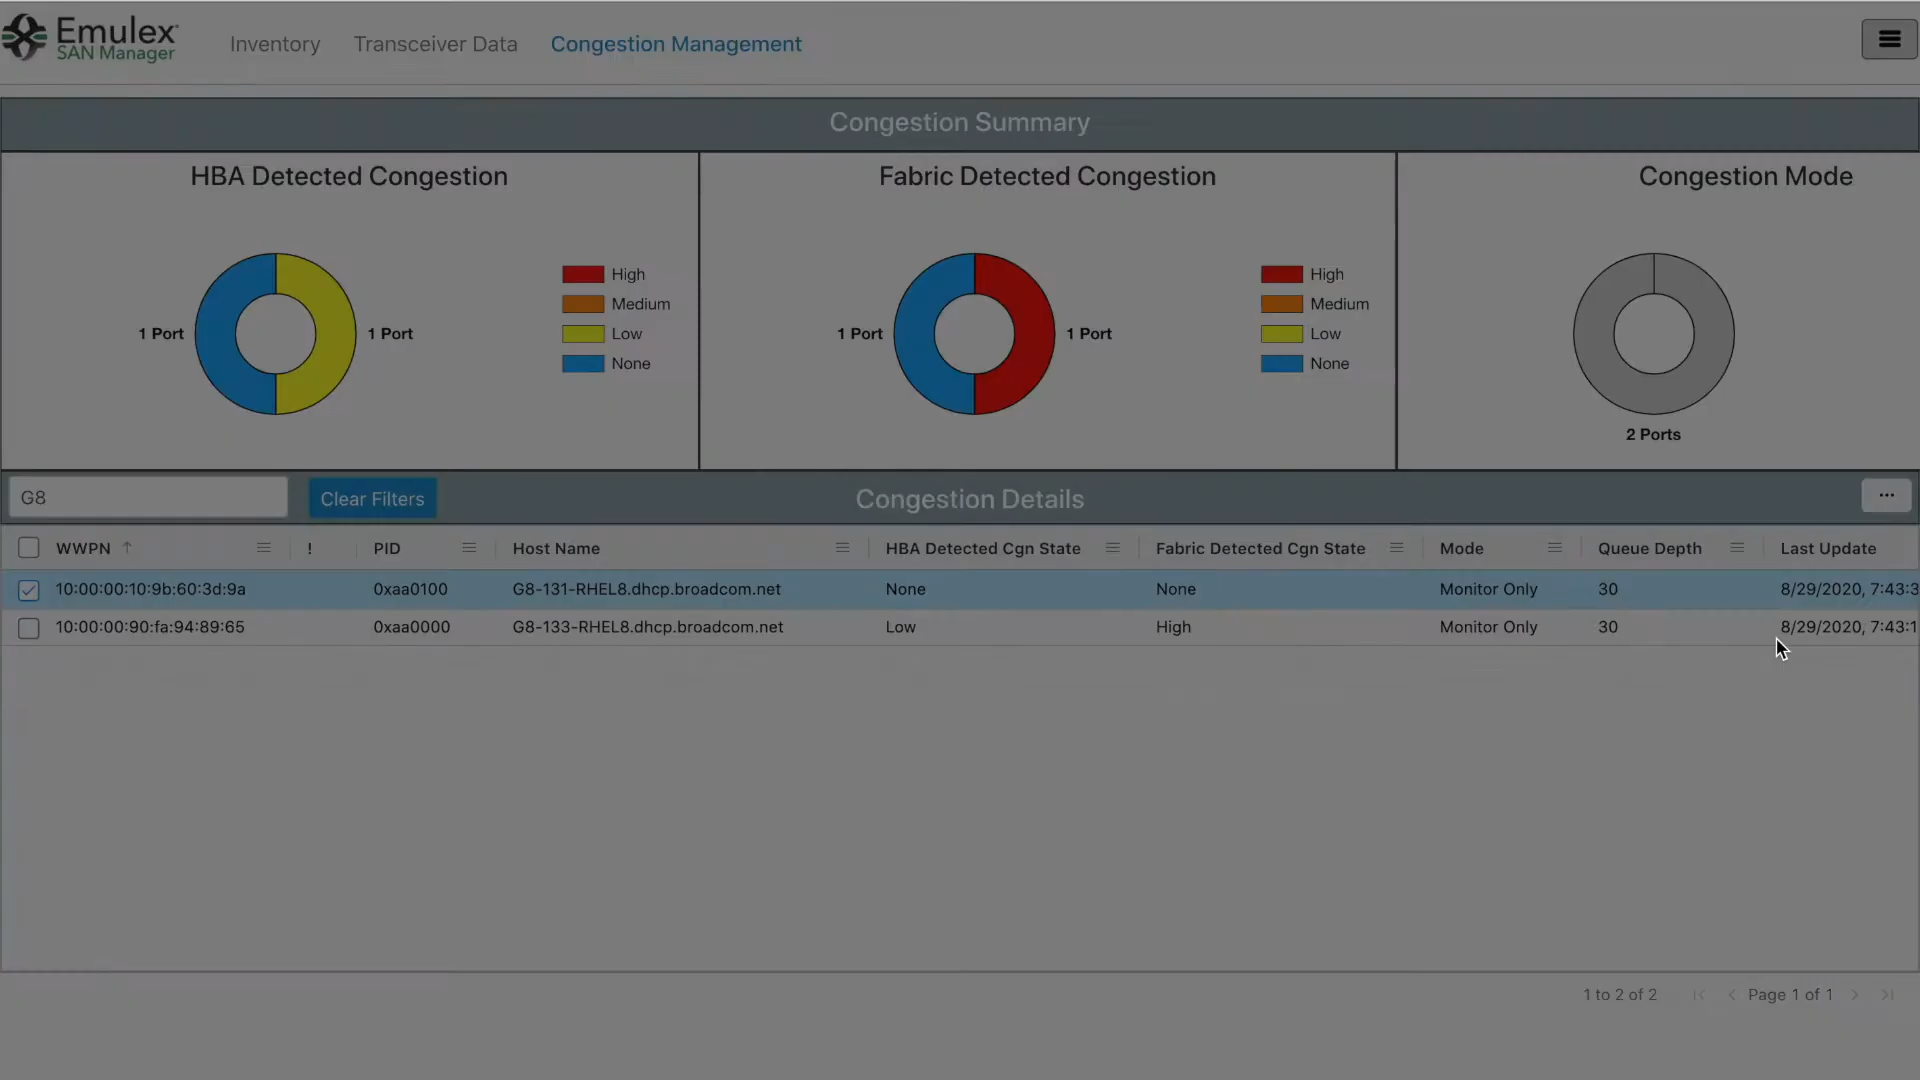 Emulex
SAN Manager
Inventory Transceiver Data Congestion Management
Congestion Summary
HBA Detected Congestion Fabric Detected Congestion Congestion Mode
1 Port 1 Port High Medium Low None
1 Port 1 Port High Medium Low None
2 Ports
G8 Clear Filters Congestion Details ...
WWPN ↑ ! PID Host Name HBA Detected Cgn State Fabric Detected Cgn State Mode Queue Depth Last Update
10:00:00:10:9b:60:3d:9a 0xaa0100 G8-131-RHEL8.dhcp.broadcom.net None None Monitor Only 30 8/29/2020, 7:43:3
10:00:00:90:fa:94:89:65 0xaa0000 G8-133-RHEL8.dhcp.broadcom.net Low High Monitor Only 30 8/29/2020, 7:43:1
1 to 2 of 2 Page 1 of 1